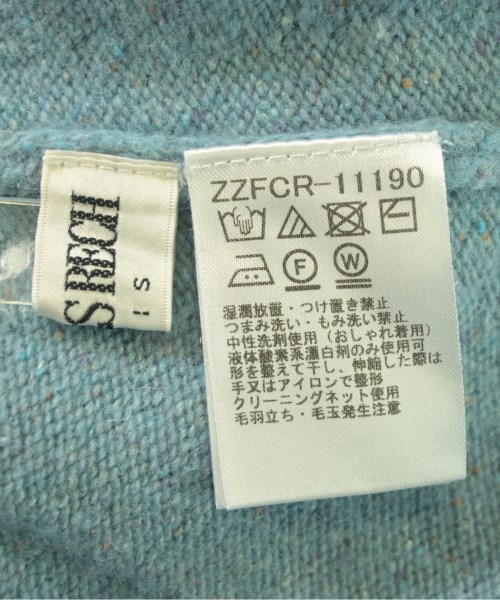 S RECH
S
ZZFCR-11190
F
W
湿潤放置・つけ置き禁止
つまみ洗い・もみ洗い禁止
中性洗剤使用（おしゃれ着用）
液体酸素系漂白剤のみ使用可
形を整えて干し、伸縮した際は
手又はアイロンで整形
クリーニングネット使用
毛羽立ち・毛玉発生注意